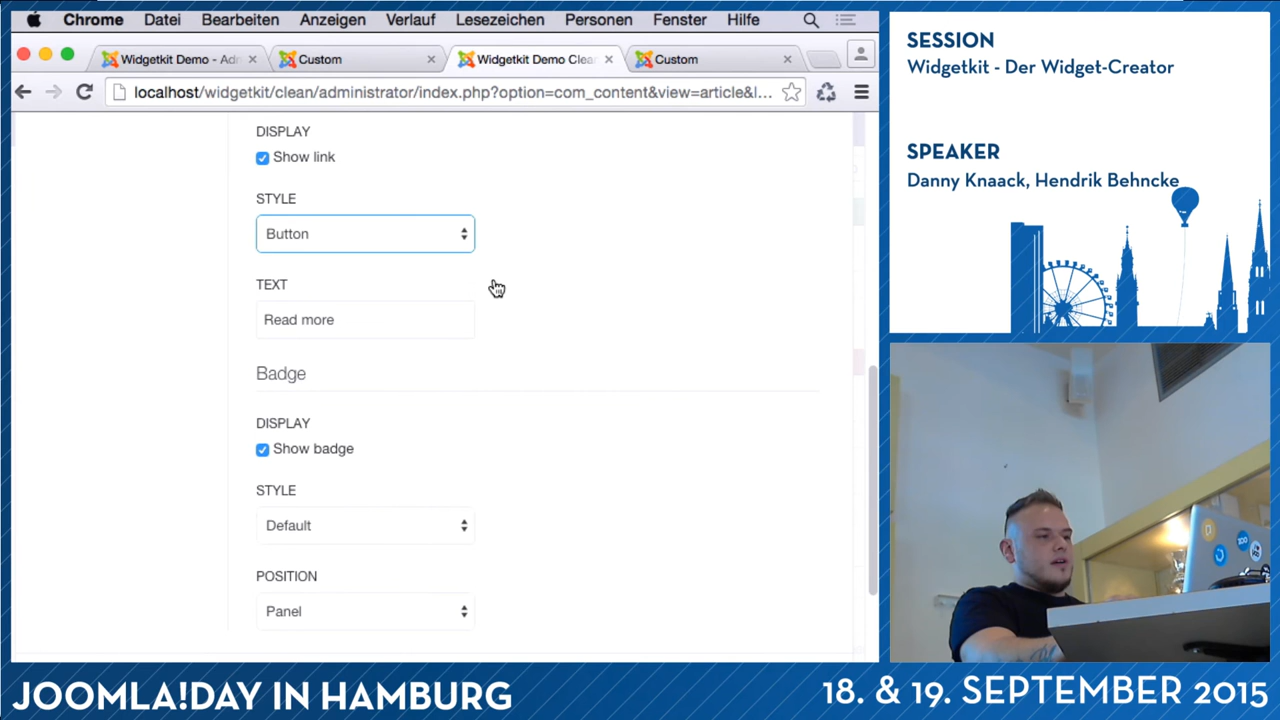 Chrome Datei Bearbeiten Anzeigen Verlauf Lesezeichen Personen Fenster Hilfe
Widgetkit Demo - Adm Custom Widgetkit Demo Clea Custom
localhost/widgetkit/clean/administrator/index.php?option=com_content&view=article&l...
DISPLAY
Show link
STYLE
Button
TEXT
Read more
Badge
DISPLAY
Show badge
STYLE
Default
POSITION
Panel
SESSION
Widgetkit - Der Widget-Creator
SPEAKER
Danny Knaack, Hendrik Behncke
JOOMLA!DAY IN HAMBURG
18. & 19. SEPTEMBER 2015